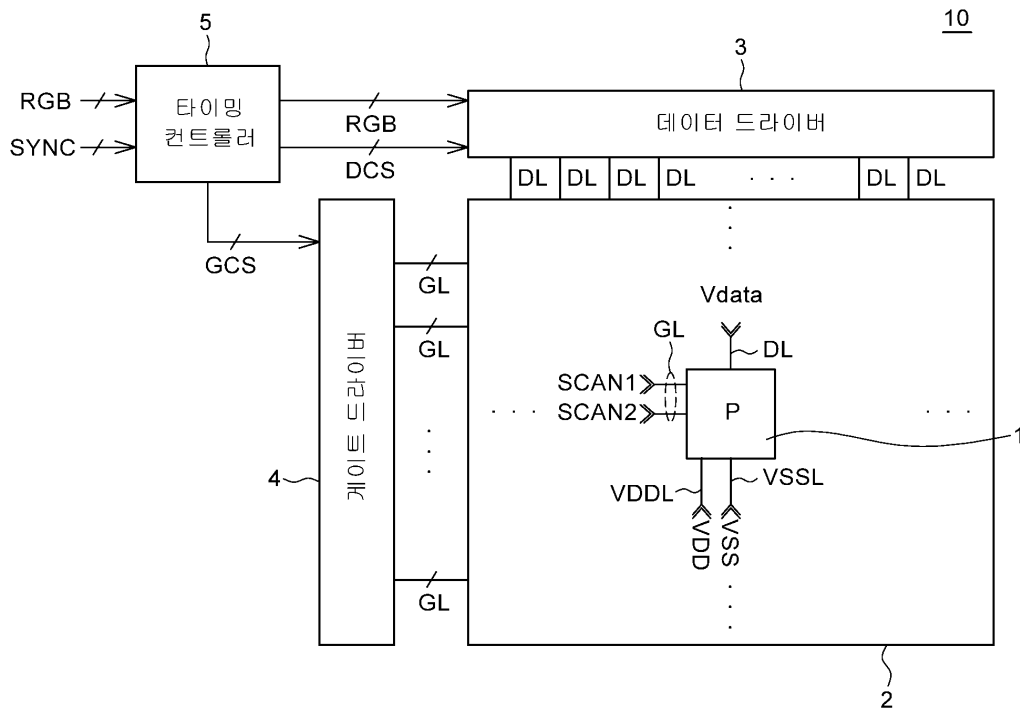 10
5
3
RGB
타이밍
컨트롤러
RGB
데이터 드라이버
SYNC
DCS
DL DL DL DL · · · DL DL
GCS
GL
GL
Vdata
GL
DL
SCAN1
SCAN2
P
1
4
게이트 드라이버
VDDL
VSSL
VDD
VSS
GL
2